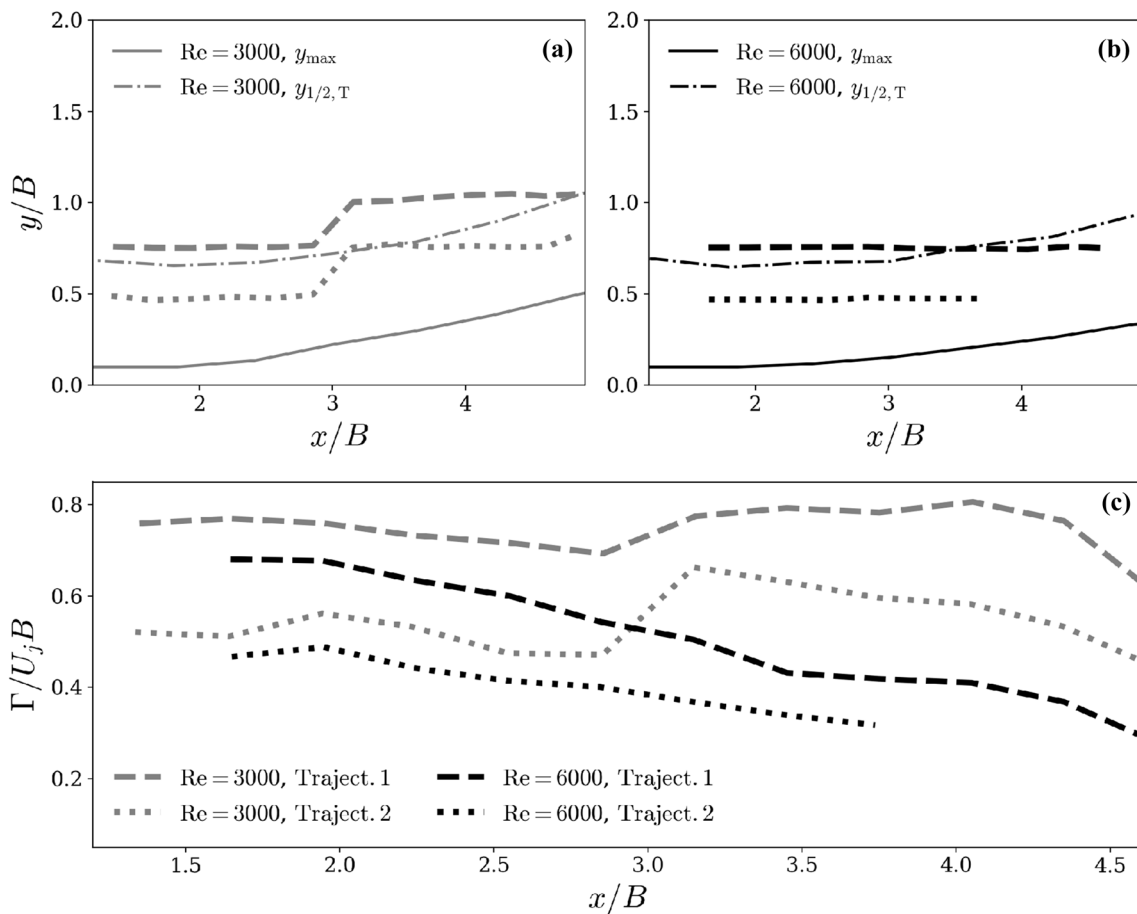 2.0
1.5
1.0
0.5
0.0
y/B
Re = 3000, y_max
Re = 3000, y_1/2, T
(a)
2 3 4
x/B
2.0
1.5
1.0
0.5
0.0
Re = 6000, y_max
Re = 6000, y_1/2, T
(b)
2 3 4
x/B
0.8
0.6
0.4
0.2
Γ/U_jB
(c)
Re = 3000, Traject. 1
Re = 3000, Traject. 2
Re = 6000, Traject. 1
Re = 6000, Traject. 2
1.5 2.0 2.5 3.0 3.5 4.0 4.5
x/B